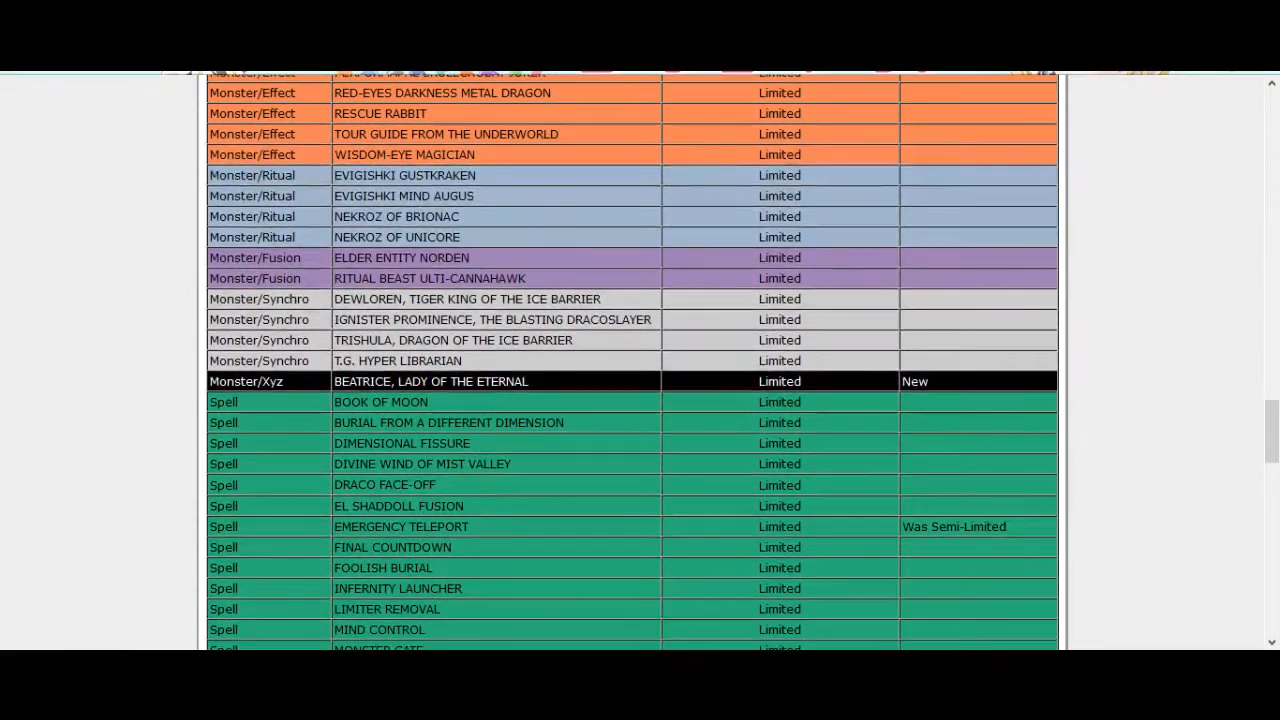 Monster/Effect RED-EYES DARKNESS METAL DRAGON Limited
Monster/Effect RESCUE RABBIT Limited
Monster/Effect TOUR GUIDE FROM THE UNDERWORLD Limited
Monster/Effect WISDOM-EYE MAGICIAN Limited
Monster/Ritual EVIGISHKI GUSTKRAKEN Limited
Monster/Ritual EVIGISHKI MIND AUGUS Limited
Monster/Ritual NEKROZ OF BRIONAC Limited
Monster/Ritual NEKROZ OF UNICORE Limited
Monster/Fusion ELDER ENTITY NORDEN Limited
Monster/Fusion RITUAL BEAST ULTI-CANNAHAWK Limited
Monster/Synchro DEWLOREN, TIGER KING OF THE ICE BARRIER Limited
Monster/Synchro IGNISTER PROMINENCE, THE BLASTING DRACOSLAYER Limited
Monster/Synchro TRISHULA, DRAGON OF THE ICE BARRIER Limited
Monster/Synchro T.G. HYPER LIBRARIAN Limited
Monster/Xyz BEATRICE, LADY OF THE ETERNAL Limited New
Spell BOOK OF MOON Limited
Spell BURIAL FROM A DIFFERENT DIMENSION Limited
Spell DIMENSIONAL FISSURE Limited
Spell DIVINE WIND OF MIST VALLEY Limited
Spell DRACO FACE-OFF Limited
Spell EL SHADDOLL FUSION Limited
Spell EMERGENCY TELEPORT Limited Was Semi-Limited
Spell FINAL COUNTDOWN Limited
Spell FOOLISH BURIAL Limited
Spell INFERNITY LAUNCHER Limited
Spell LIMITER REMOVAL Limited
Spell MIND CONTROL Limited